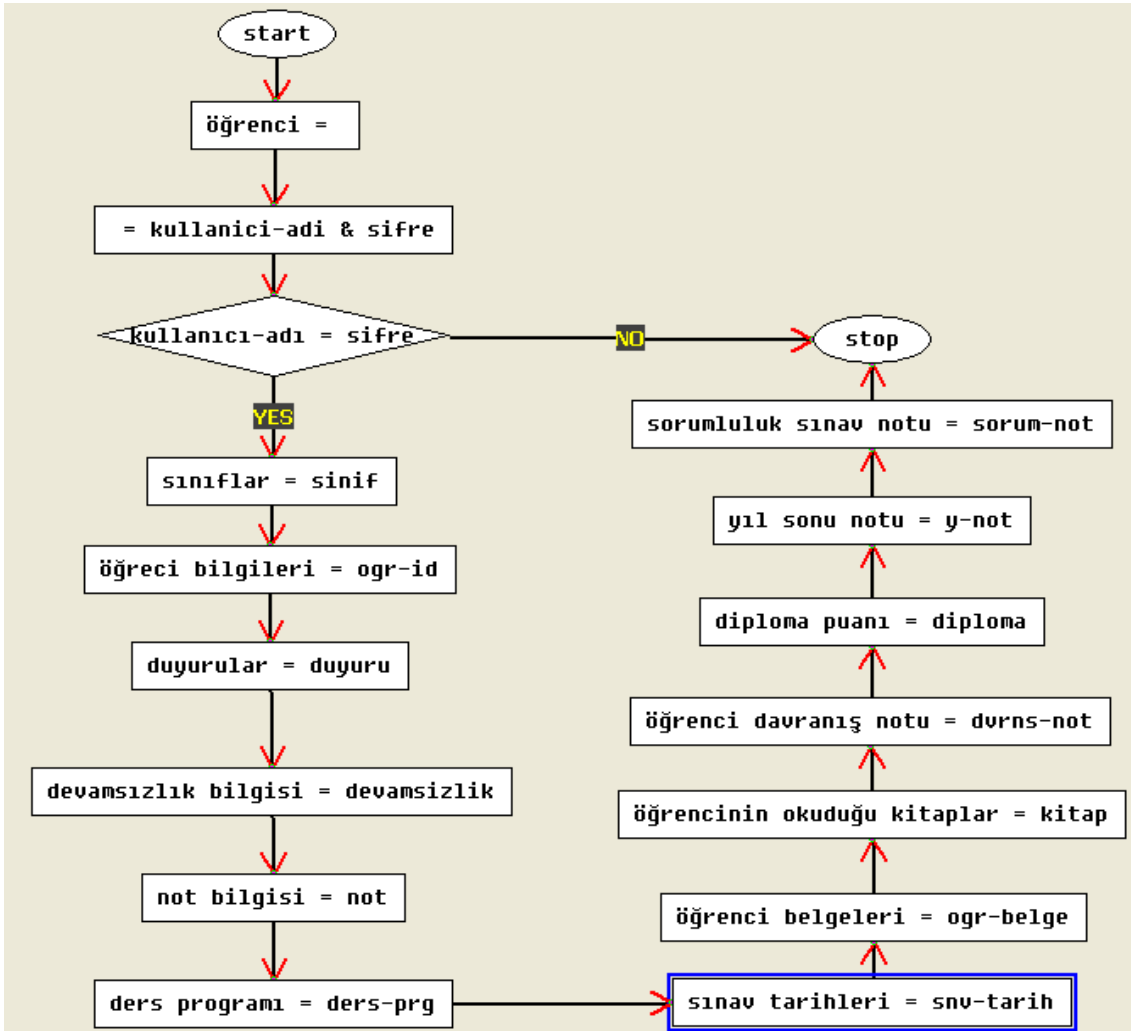 start
öğrenci =
= kullanici-adi & sifre
kullanıcı-adı = sifre
NO
stop
YES
sınıflar = sinif
öğreci bilgileri = ogr-id
duyurular = duyuru
devamsızlık bilgisi = devamsizlik
not bilgisi = not
ders programı = ders-prg
sınav tarihleri = snv-tarih
öğrenci belgeleri = ogr-belge
öğrencinin okuduğu kitaplar = kitap
öğrenci davranış notu = dvrns-not
diploma puanı = diploma
yıl sonu notu = y-not
sorumluluk sınav notu = sorum-not